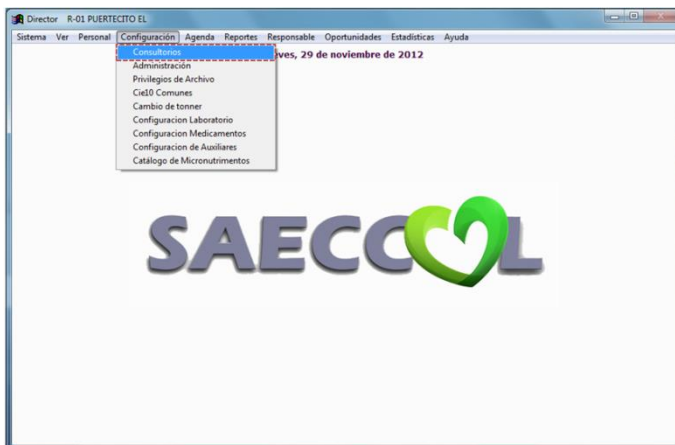 Director R-01 PUERTECITO EL
Sistema Ver Personal Configuración Agenda Reportes Responsable Oportunidades Estadísticas Ayuda
Consultorios
eves, 29 de noviembre de 2012
Administración
Privilegios de Archivo
Cie10 Comunes
Cambio de tonner
Configuracion Laboratorio
Configuracion Medicamentos
Configuracion de Auxiliares
Catálogo de Micronutrimentos
SAECCOL